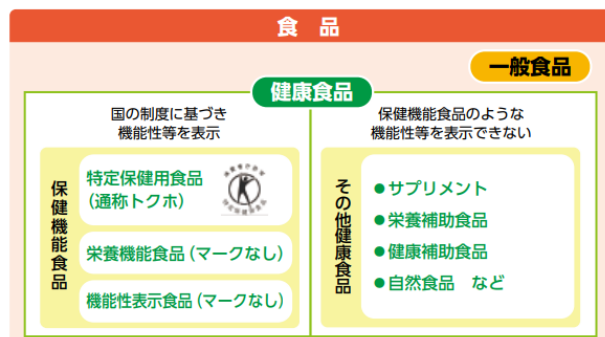 食品
一般食品
健康食品
国の制度に基づき
機能性等を表示
保健機能食品
特定保健用食品
(通称トクホ)
栄養機能食品(マークなし)
機能性表示食品(マークなし)
保健機能食品のような
機能性等を表示できない
その他健康食品
●サプリメント
●栄養補助食品
●健康補助食品
●自然食品 など